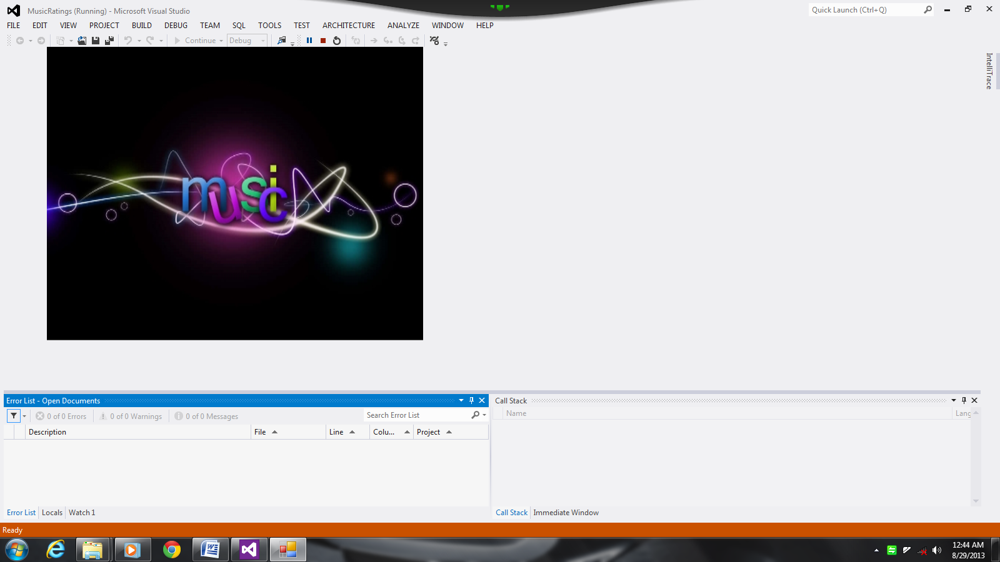 MusicRatings (Running) - Microsoft Visual Studio
Quick Launch (Ctrl+Q)
FILE EDIT VIEW PROJECT BUILD DEBUG TEAM SQL TOOLS TEST ARCHITECTURE ANALYZE WINDOW HELP
Continue Debug
IntelliTrace
music
Error List - Open Documents
0 of 0 Errors 0 of 0 Warnings 0 of 0 Messages Search Error List
Description File Line Colu... Project
Error List Locals Watch 1
Call Stack
Name Lang
Call Stack Immediate Window
Ready
12:44 AM
8/29/2013